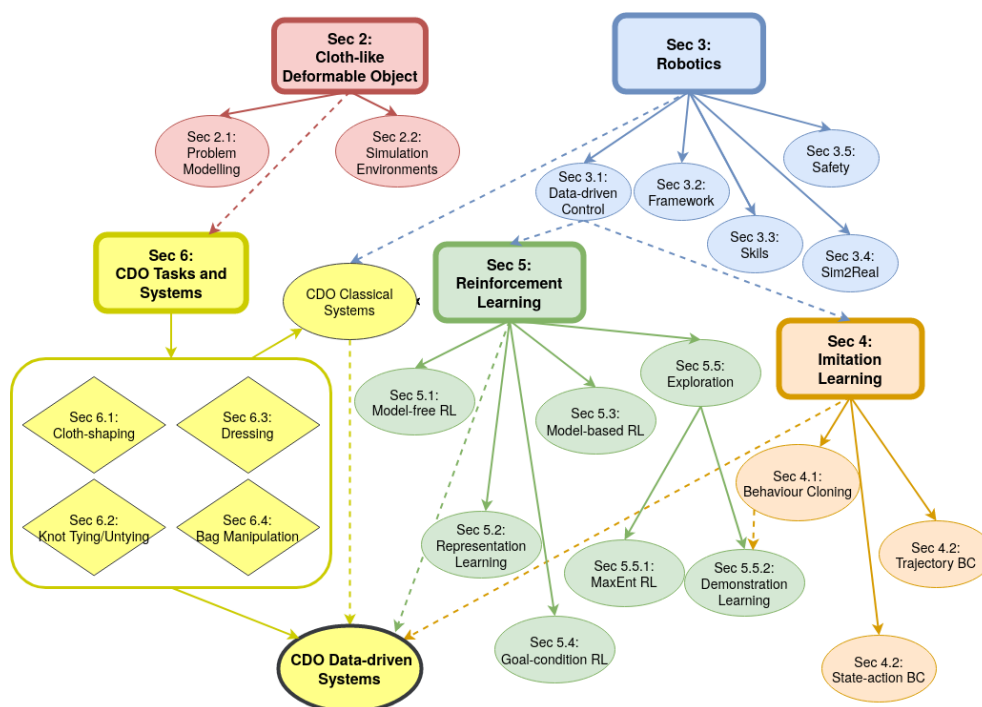 Sec 2:
Cloth-like
Deformable Object
Sec 3:
Robotics
Sec 2.1:
Problem
Modelling
Sec 2.2:
Simulation
Environments
Sec 3.1:
Data-driven
Control
Sec 3.2:
Framework
Sec 3.5:
Safety
Sec 3.3:
Sklls
Sec 3.4:
Sim2Real
Sec 6:
CDO Tasks and
Systems
CDO Classical
Systems
Sec 5:
Reinforcement
Learning
Sec 4:
Imitation
Learning
Sec 5.1:
Model-free RL
Sec 5.3:
Model-based RL
Sec 5.5:
Exploration
Sec 6.1:
Cloth-shaping
Sec 6.3:
Dressing
Sec 6.2:
Knot Tying/Untying
Sec 6.4:
Bag Manipulation
Sec 4.1:
Behaviour Cloning
Sec 5.2:
Representation
Learning
Sec 5.5.1:
MaxEnt RL
Sec 5.5.2:
Demonstration
Learning
Sec 4.2:
Trajectory BC
Sec 5.4:
Goal-condition RL
Sec 4.2:
State-action BC
CDO Data-driven
Systems